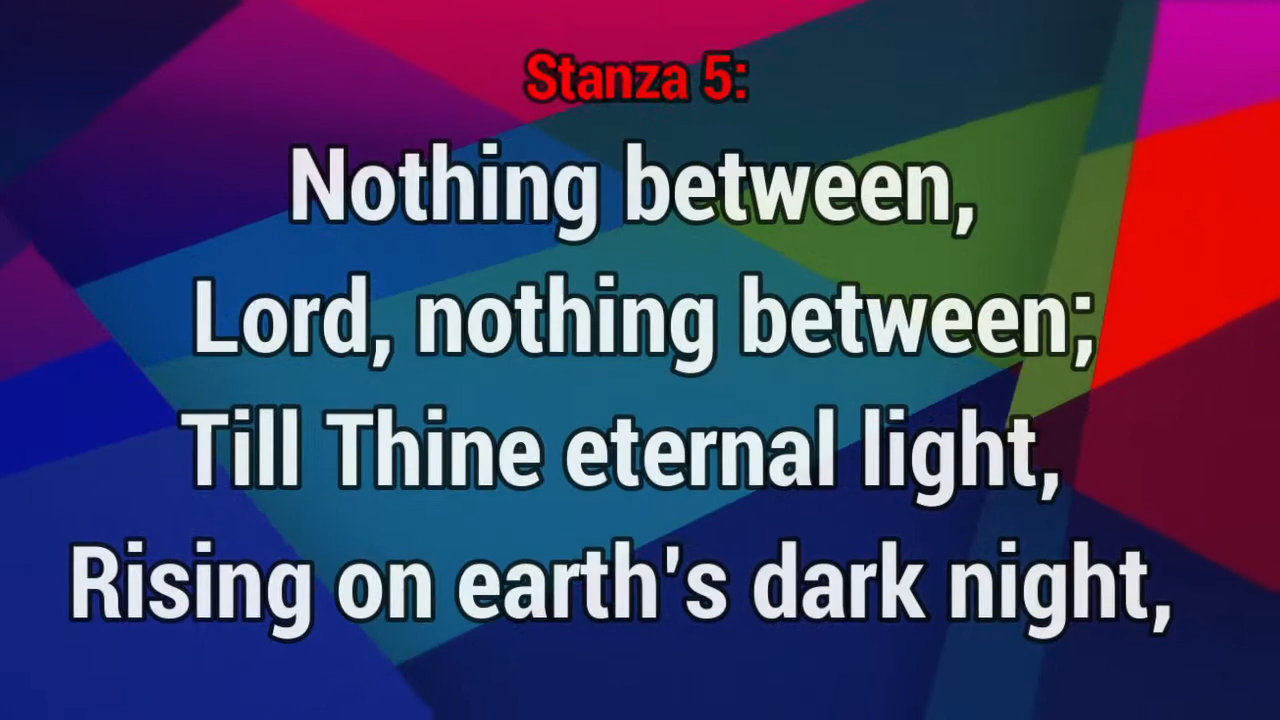 Stanza 5:
Nothing between,
Lord, nothing between;
Till Thine eternal light,
Rising on earth's dark night,